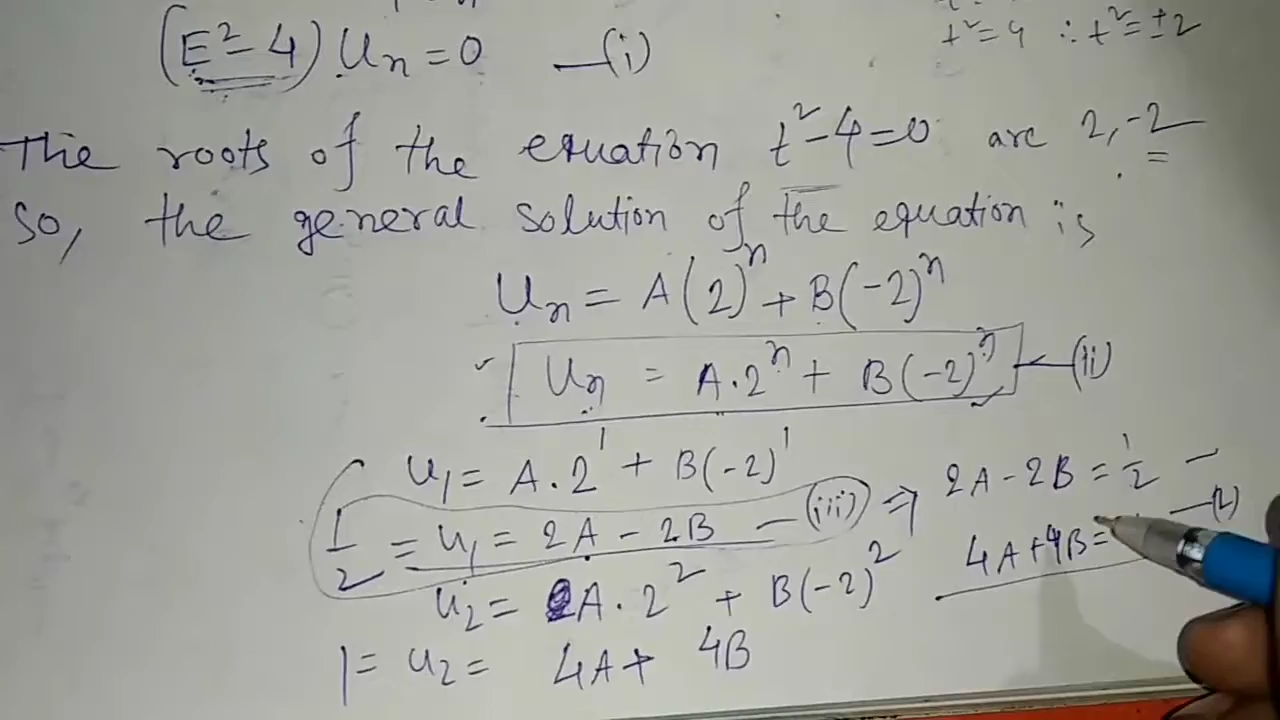 (E²-4) Uₙ = 0 —(i)
t²=4 ∴t²=±2
The roots of the equation t²-4=0 are 2,-2
so, the general solution of the equation is
Uₙ = A(2)ⁿ + B(-2)ⁿ
Uₙ = A.2ⁿ + B(-2)ⁿ —(ii)
u₁ = A.2¹ + B(-2)¹
1/2 = u₁ = 2A - 2B —(iii) ⇒ 2A-2B = 1/2 —
4A+4B= —(2)
u₂ = A.2² + B(-2)²
1 = u₂ = 4A + 4B